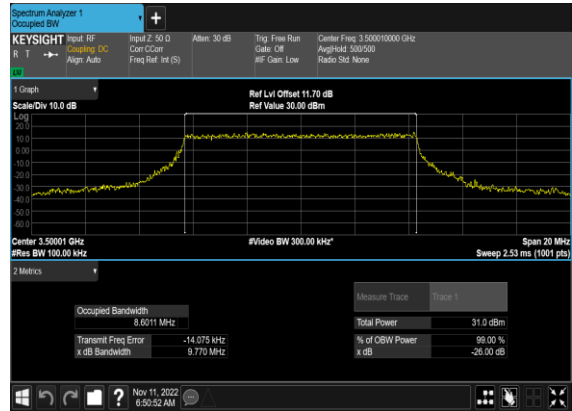 Spectrum Analyzer 1
Occupied BW
+
KEYSIGHT Input: RF Input Z: 50 Ω Atten: 30 dB Trig: Free Run Center Freq: 3.500010000 GHz
R T Coupling: DC Corr CCorr Gate: Off Avg|Hold: 500/500
Align: Auto Freq Ref: Int (S) #IF Gain: Low Radio Std: None
1 Graph
Ref Lvl Offset 11.70 dB
Scale/Div 10.0 dB Ref Value 30.00 dBm
Log
20.0
10.0
0.00
-10.0
-20.0
-30.0
-40.0
-50.0
-60.0
Center 3.50001 GHz #Video BW 300.00 kHz* Span 20 MHz
#Res BW 100.00 kHz Sweep 2.53 ms (1001 pts)
2 Metrics
Measure Trace Trace 1
Occupied Bandwidth
8.6011 MHz Total Power 31.0 dBm
Transmit Freq Error -14.075 kHz % of OBW Power 99.00 %
x dB Bandwidth 9.770 MHz x dB -26.00 dB
? Nov 11, 2022
6:50:52 AM